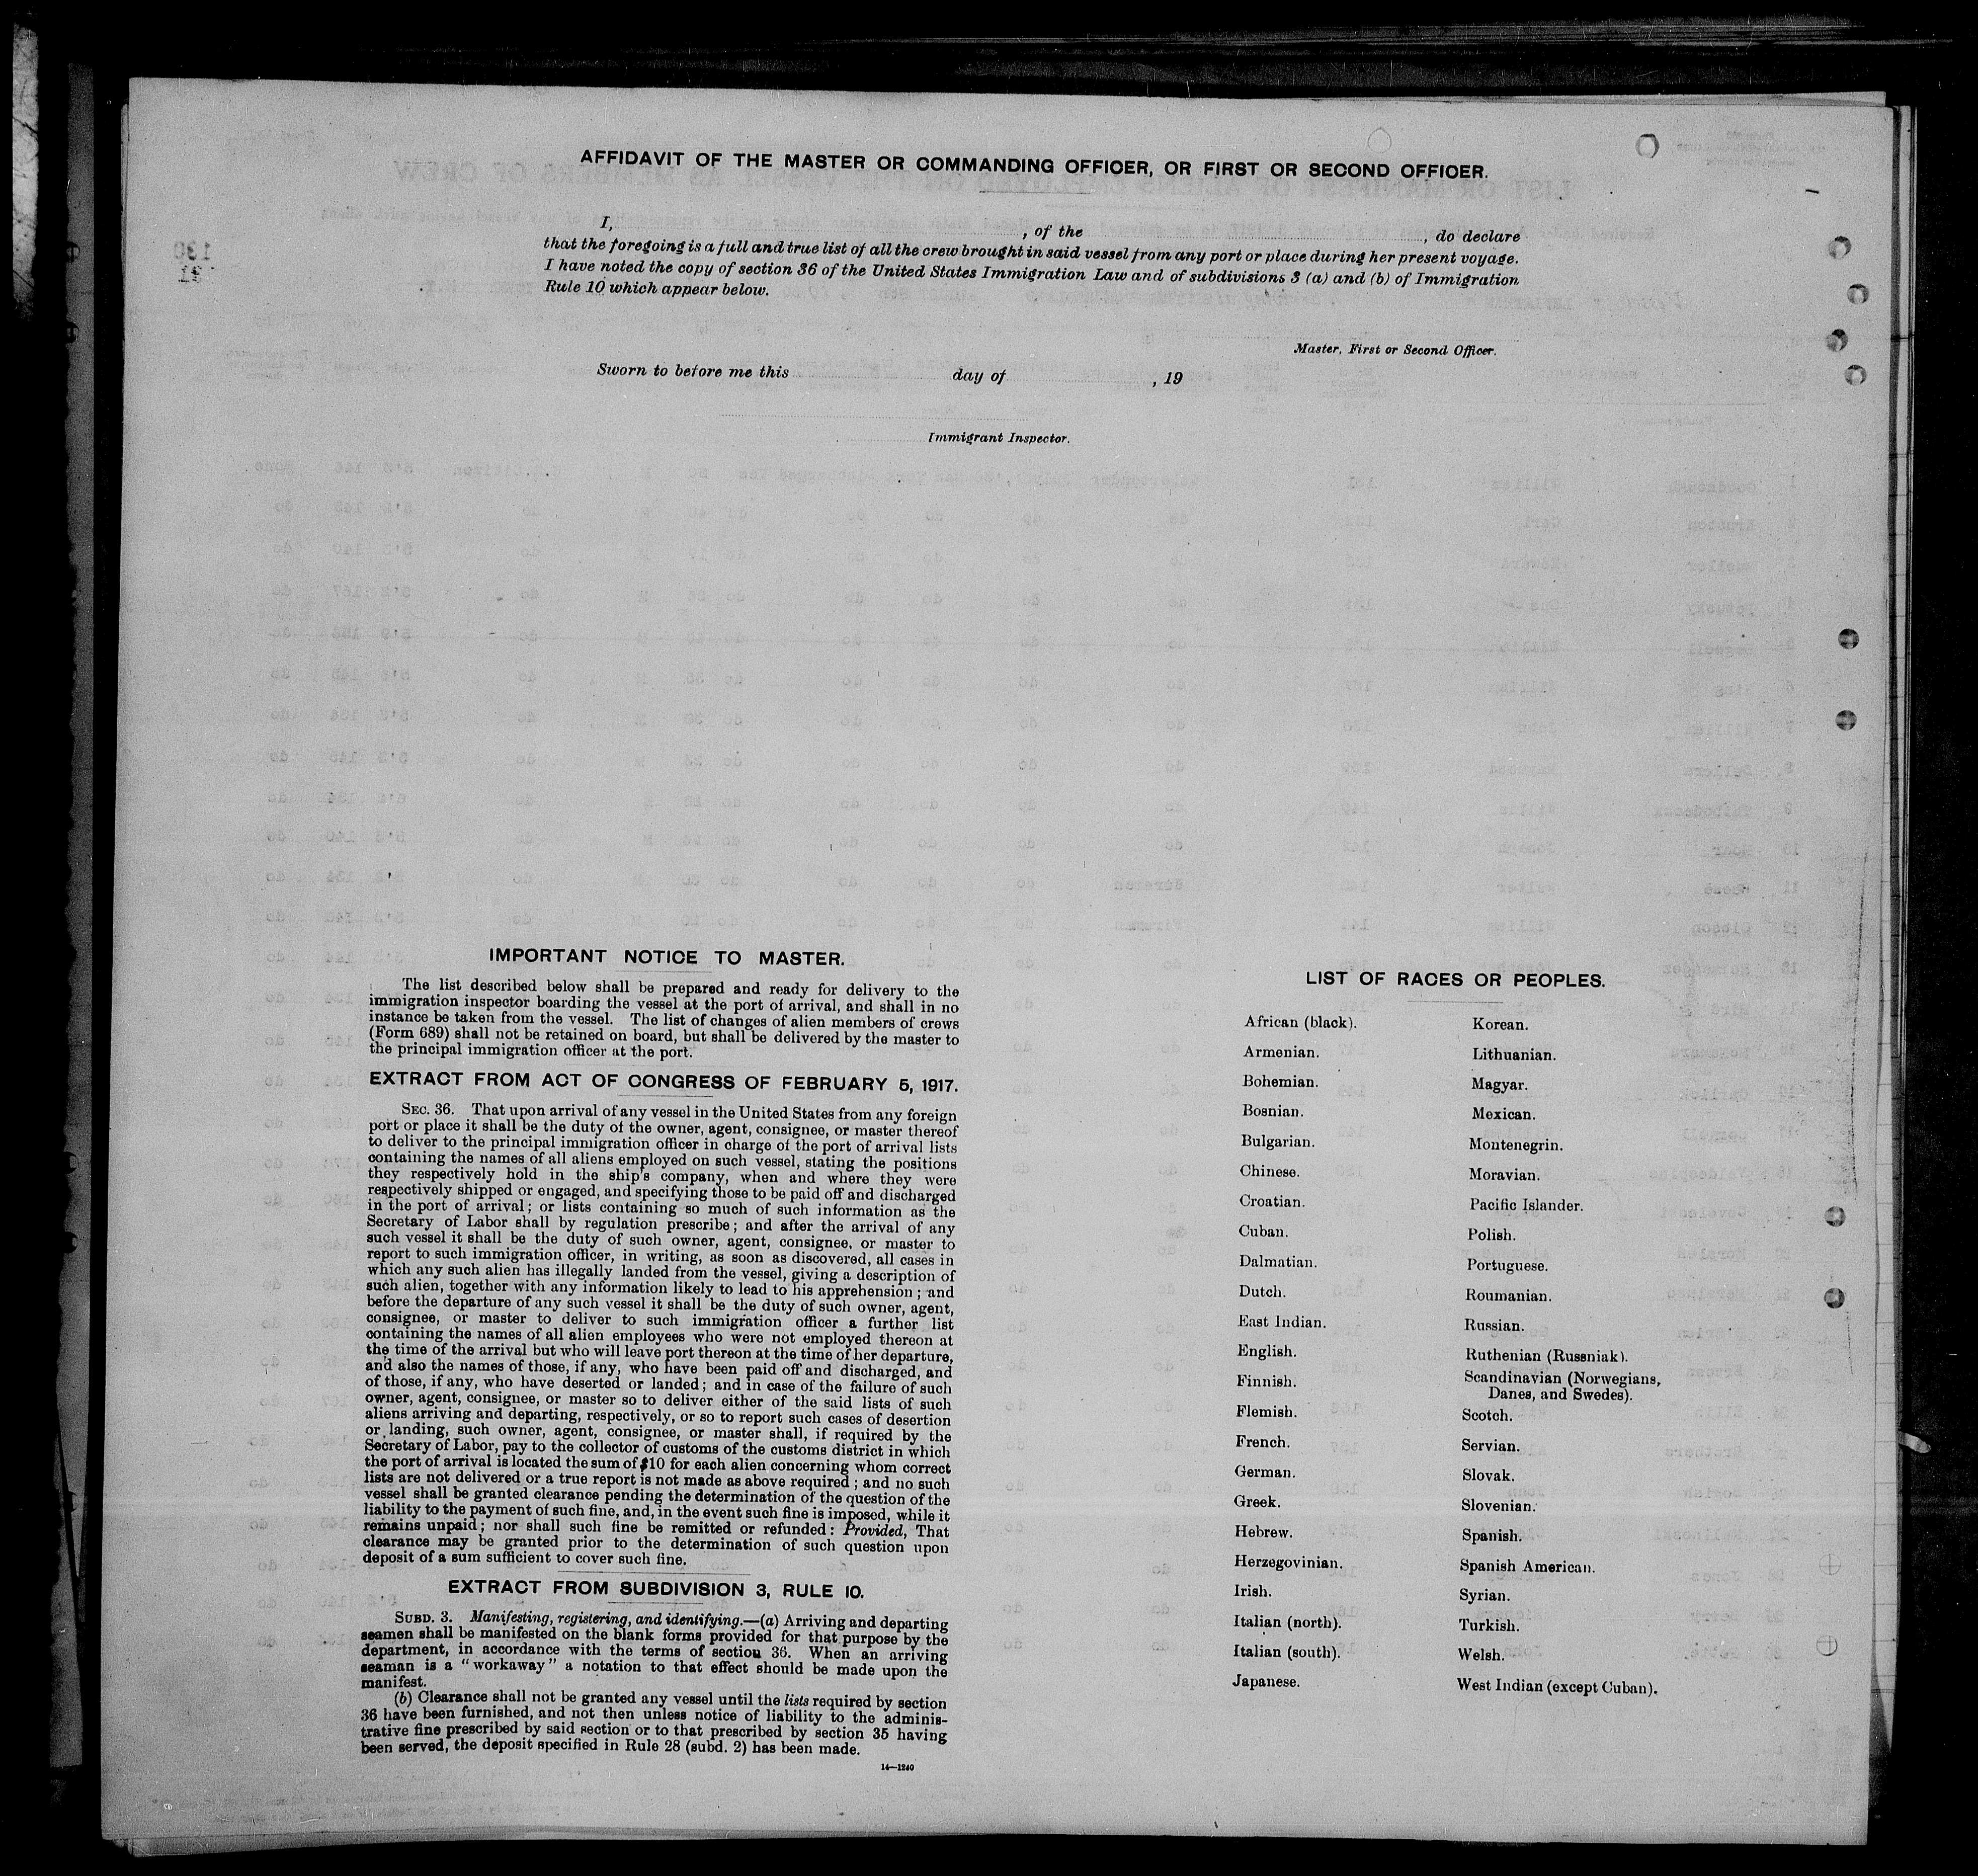 AFFIDAVIT OF THE MASTER OR COMMANDING OFFICER, OR FIRST OR SECOND OFFICER.
I, , of the , do declare
that the foregoing is a full and true list of all the crew brought in said vessel from any port or place during her present voyage.
I have noted the copy of section 36 of the United States Immigration Law and of subdivisions 3 (a) and (b) of Immigration
Rule 10 which appear below.
Master, First or Second Officer.
Sworn to before me this day of , 19
Immigrant Inspector.
IMPORTANT NOTICE TO MASTER.
The list described below shall be prepared and ready for delivery to the
immigration inspector boarding the vessel at the port of arrival, and shall in no
instance be taken from the vessel. The list of changes of alien members of crews
(Form 689) shall not be retained on board, but shall be delivered by the master to
the principal immigration officer at the port.
EXTRACT FROM ACT OF CONGRESS OF FEBRUARY 5, 1917.
SEC. 36. That upon arrival of any vessel in the United States from any foreign
port or place it shall be the duty of the owner, agent, consignee, or master thereof
to deliver to the principal immigration officer in charge of the port of arrival lists
containing the names of all aliens employed on such vessel, stating the positions
they respectively hold in the ship's company, when and where they were
respectively shipped or engaged, and specifying those to be paid off and discharged
in the port of arrival; or lists containing so much of such information as the
Secretary of Labor shall by regulation prescribe; and after the arrival of any
such vessel it shall be the duty of such owner, agent, consignee, or master to
report to such immigration officer, in writing, as soon as discovered, all cases in
which any such alien has illegally landed from the vessel, giving a description of
such alien, together with any information likely to lead to his apprehension; and
before the departure of any such vessel it shall be the duty of such owner, agent,
consignee, or master to deliver to such immigration officer a further list
containing the names of all alien employees who were not employed thereon at
the time of the arrival but who will leave port thereon at the time of her departure,
and also the names of those, if any, who have been paid off and discharged, and
of those, if any, who have deserted or landed; and in case of the failure of such
owner, agent, consignee, or master so to deliver either of the said lists of such
aliens arriving and departing, respectively, or so to report such cases of desertion
or landing, such owner, agent, consignee, or master shall, if required by the
Secretary of Labor, pay to the collector of customs of the customs district in which
the port of arrival is located the sum of $10 for each alien concerning whom correct
lists are not delivered or a true report is not made as above required; and no such
vessel shall be granted clearance pending the determination of the question of the
liability to the payment of such fine, and, in the event such fine is imposed, while it
remains unpaid; nor shall such fine be remitted or refunded: Provided, That
clearance may be granted prior to the determination of such question upon
deposit of a sum sufficient to cover such fine.
EXTRACT FROM SUBDIVISION 3, RULE 10.
SUBD. 3. Manifesting, registering, and identifying.—(a) Arriving and departing
seamen shall be manifested on the blank forms provided for that purpose by the
department, in accordance with the terms of section 36. When an arriving
seaman is a "workaway" a notation to that effect should be made upon the
manifest.
(b) Clearance shall not be granted any vessel until the lists required by section
36 have been furnished, and not then unless notice of liability to the adminis-
trative fine prescribed by said section or to that prescribed by section 35 having
been served, the deposit specified in Rule 28 (subd. 2) has been made.
14—1240
LIST OF RACES OR PEOPLES.
African (black).
Armenian.
Bohemian.
Bosnian.
Bulgarian.
Chinese.
Croatian.
Cuban.
Dalmatian.
Dutch.
East Indian.
English.
Finnish.
Flemish.
French.
German.
Greek.
Hebrew.
Herzegovinian.
Irish.
Italian (north).
Italian (south).
Japanese.
Korean.
Lithuanian.
Magyar.
Mexican.
Montenegrin.
Moravian.
Pacific Islander.
Polish.
Portuguese.
Roumanian.
Russian.
Ruthenian (Russniak).
Scandinavian (Norwegians,
Danes, and Swedes).
Scotch.
Servian.
Slovak.
Slovenian.
Spanish.
Spanish American.
Syrian.
Turkish.
Welsh.
West Indian (except Cuban).